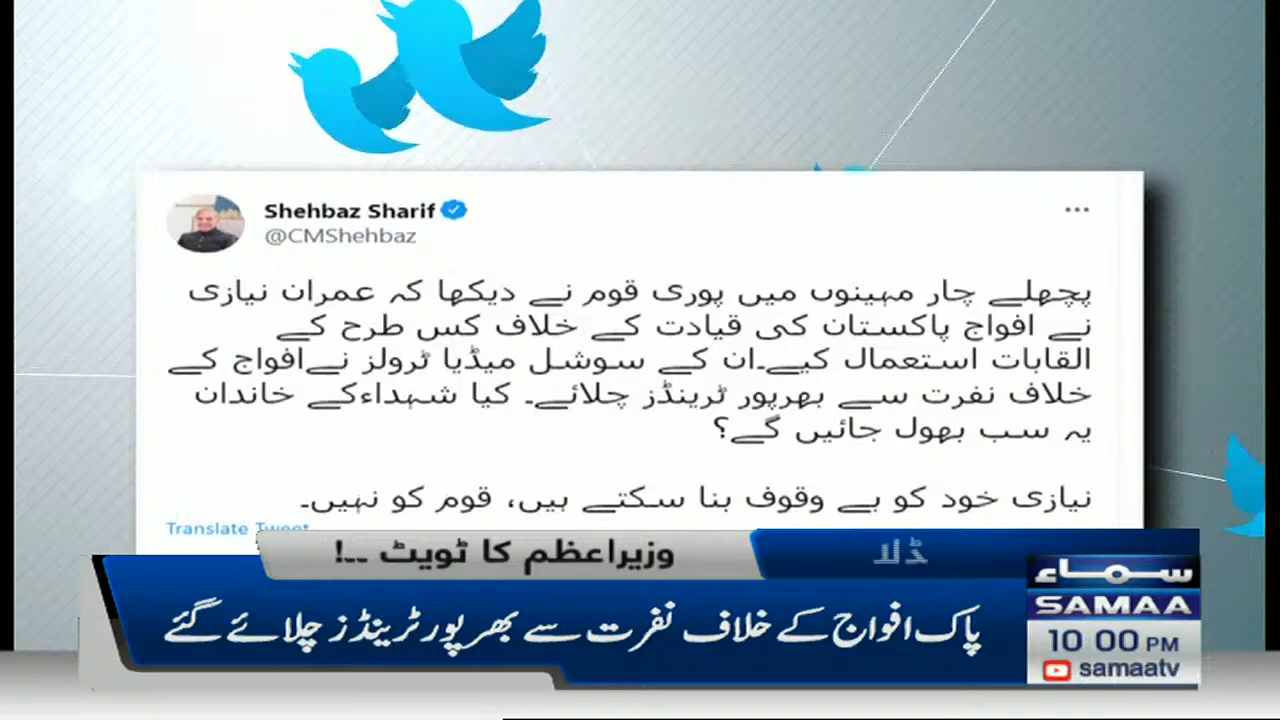 Shehbaz Sharif
@CMShehbaz
پچھلے چار مہینوں میں پوری قوم نے دیکھا کہ عمران نیازی
نے افواج پاکستان کی قیادت کے خلاف کس طرح کے
القابات استعمال کیے۔ان کے سوشل میڈیا ٹرولز نےافواج کے
خلاف نفرت سے بھرپور ٹرینڈز چلائے۔ کیا شہداءکے خاندان
یہ سب بھول جائیں گے؟
نیازی خود کو بے وقوف بنا سکتے ہیں، قوم کو نہیں۔
Translate Tweet
وزیراعظم کا ٹویٹ ۔۔!
پاک افواج کے خلاف نفرت سے بھرپور ٹرینڈز چلائے گئے
سماء
SAMAA
10 00 PM
samaatv